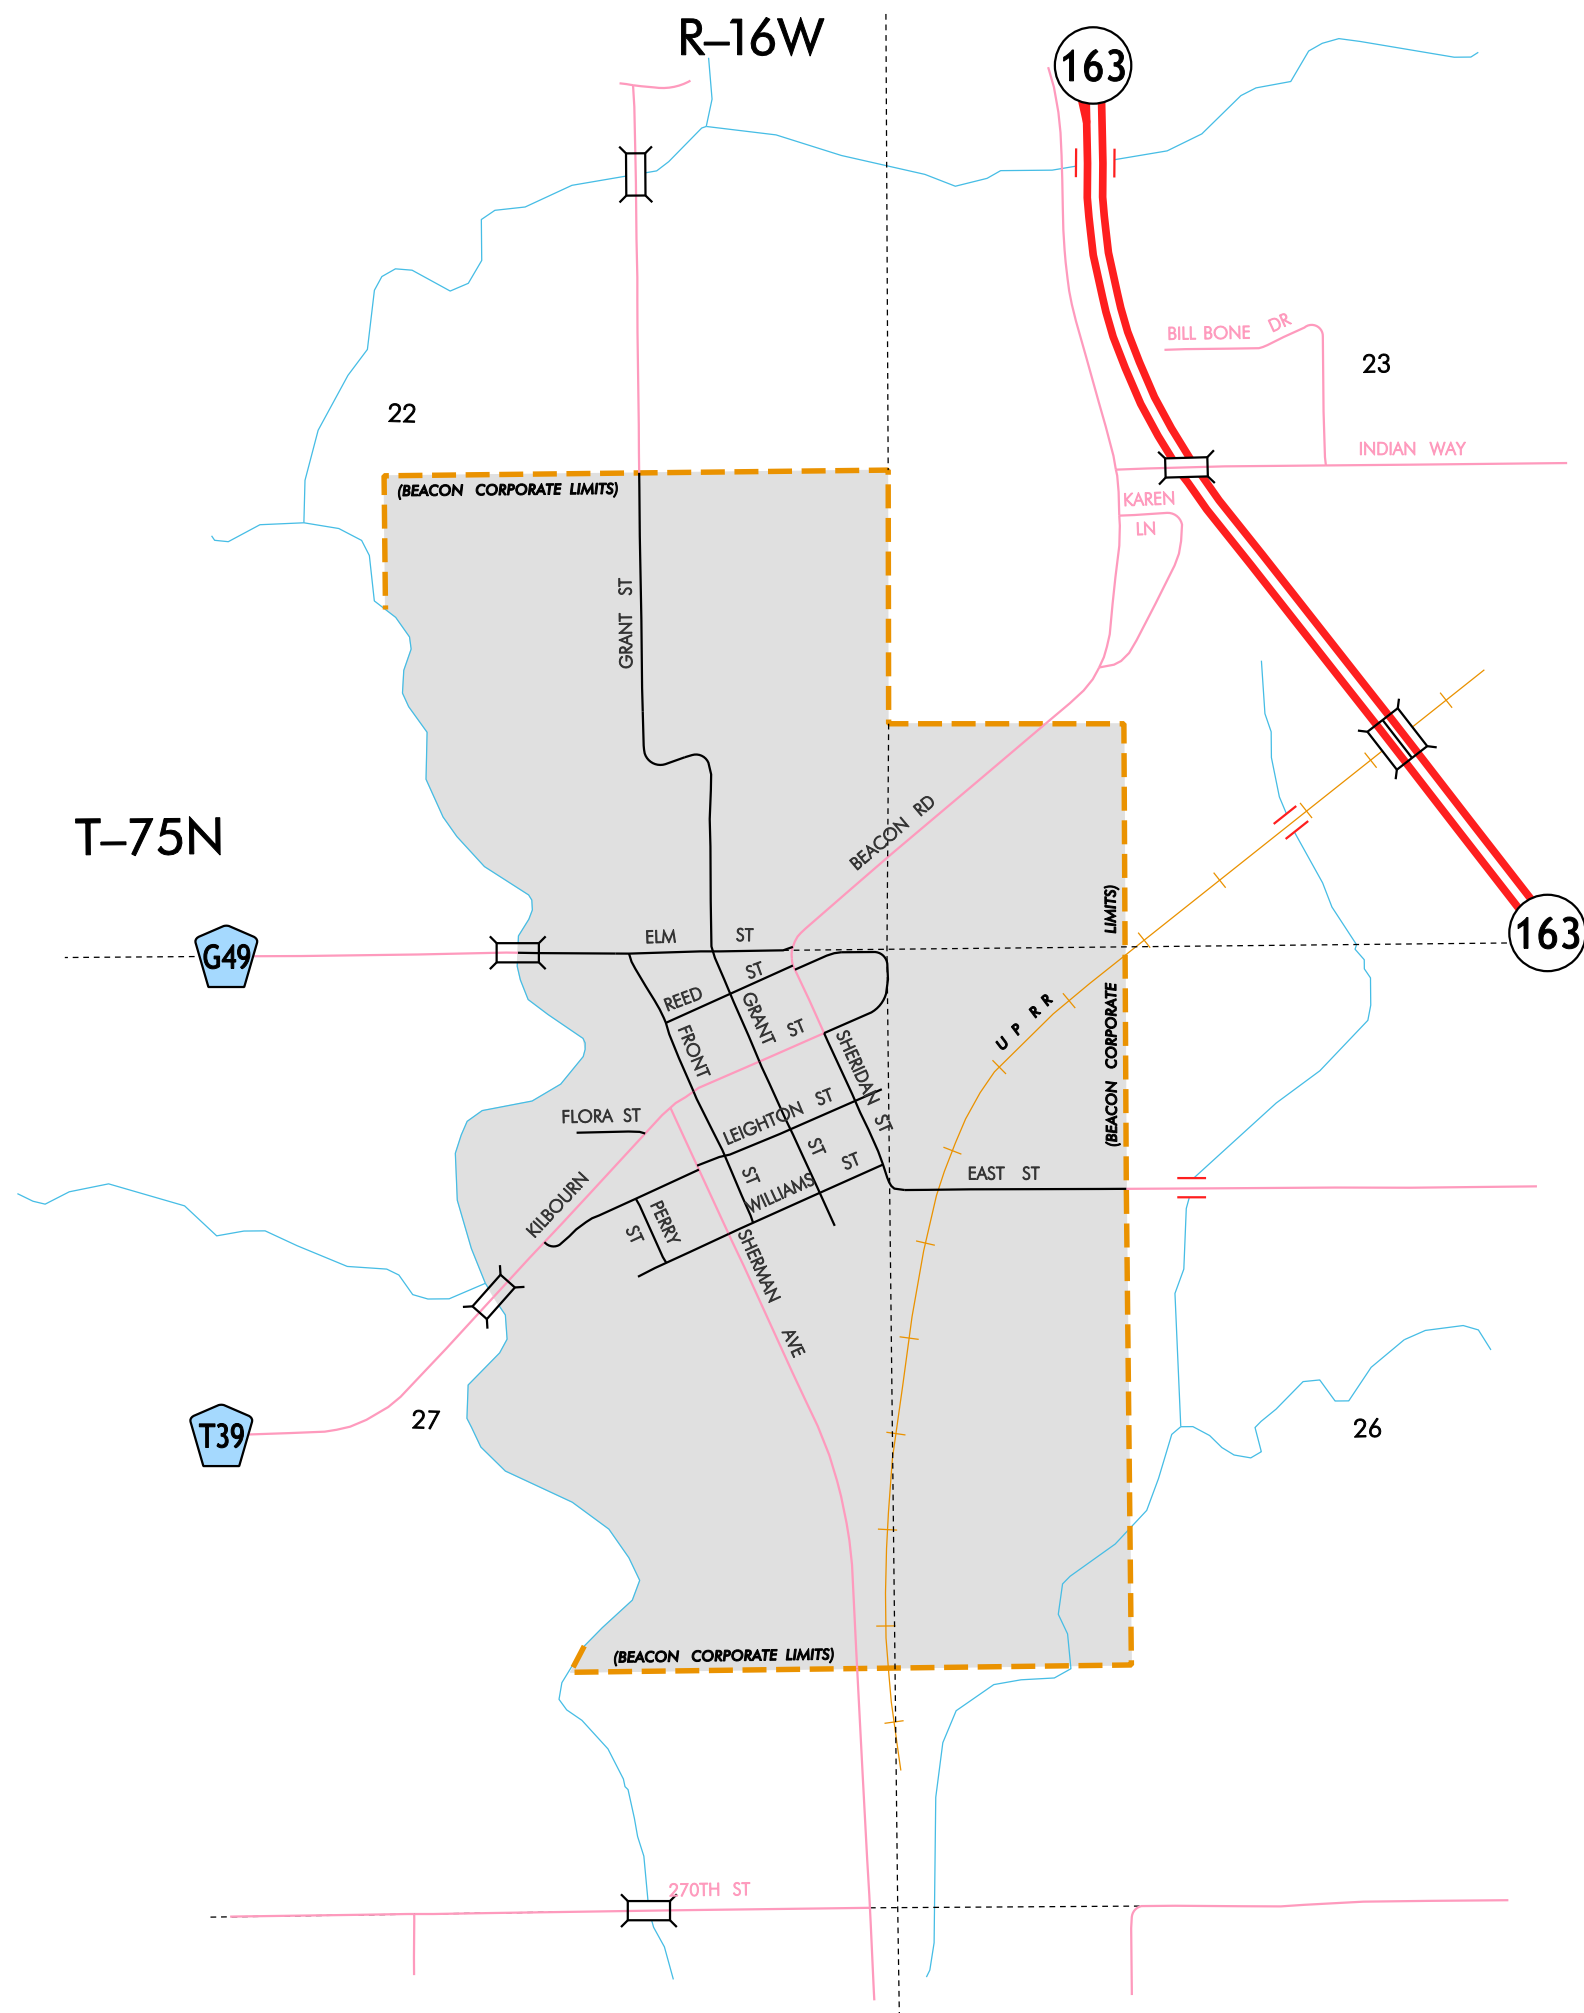 R–16W
163
BILL BONE DR
23
22
INDIAN WAY
(BEACON CORPORATE LIMITS)
KAREN
LN
GRANT ST
BEACON RD
T–75N
(BEACON CORPORATE LIMITS)
G49
ELM ST
163
REED ST
GRANT ST
UP RR
FRONT ST
ST
SHERIDAN ST
FLORA ST
LEIGHTON ST
EAST ST
KILBOURN
PERRY ST
WILLIAMS ST
SHERMAN AVE
T39
27
26
(BEACON CORPORATE LIMITS)
270TH ST